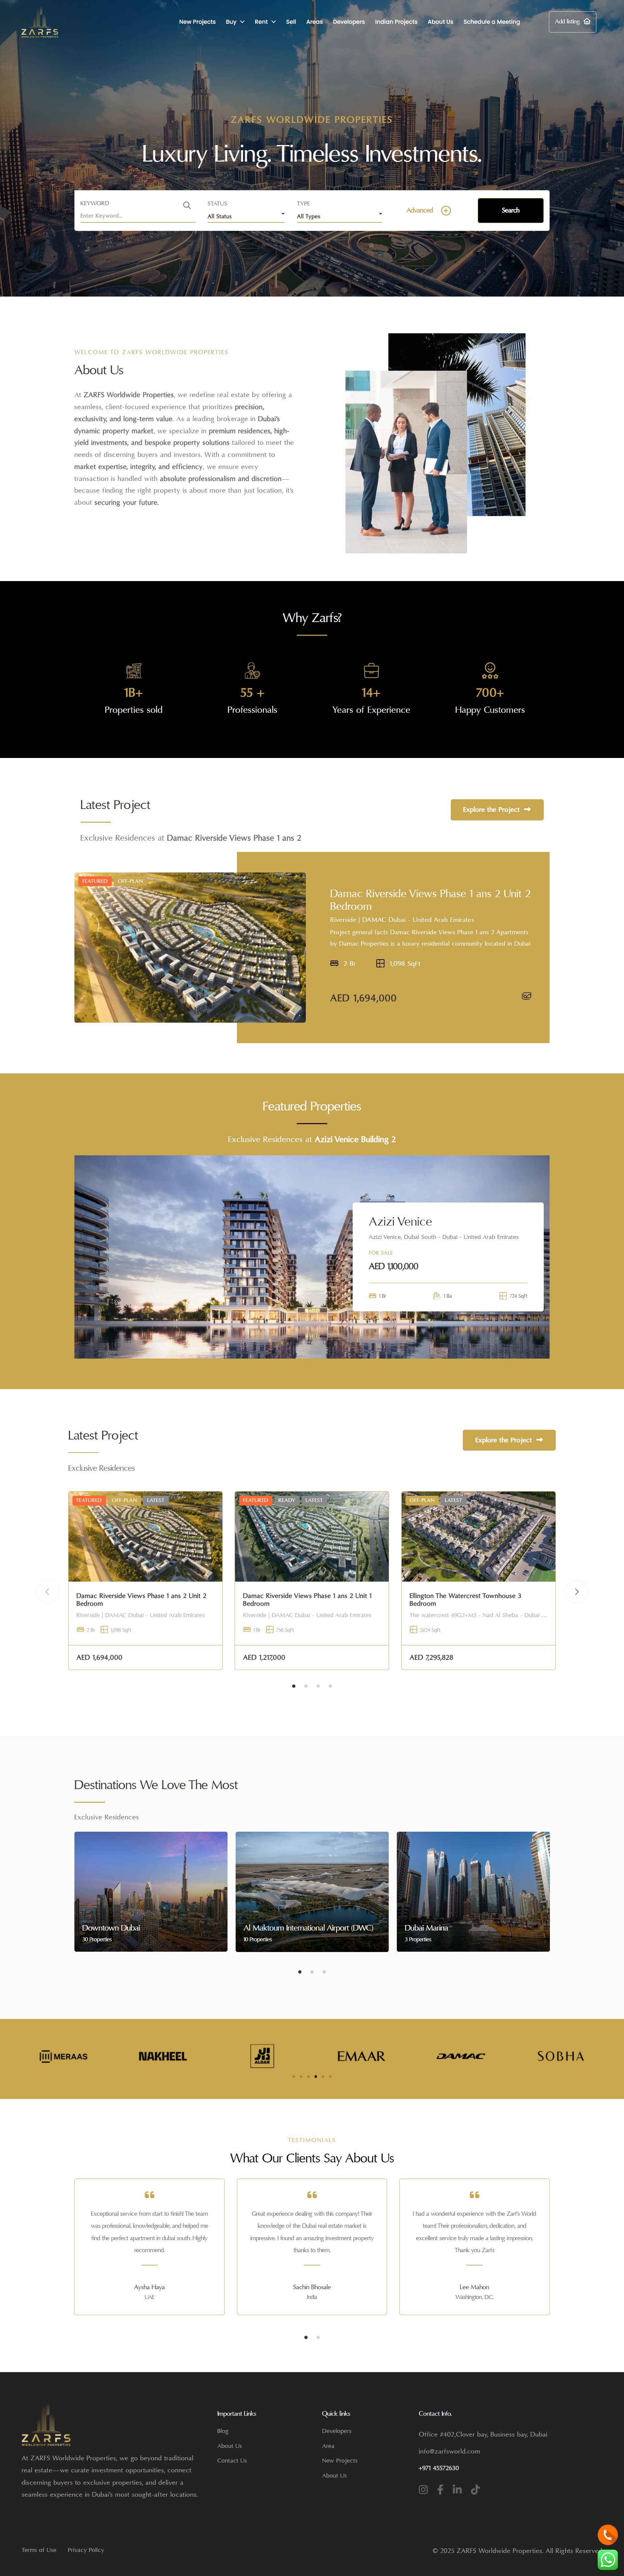 ZARFS
WORLDWIDE PROPERTIES
New Projects Buy Rent Sell Areas Developers Indian Projects About Us Schedule a Meeting
Add listing
ZARFS WORLDWIDE PROPERTIES
Luxury Living. Timeless Investments.
KEYWORD STATUS TYPE
Enter Keyword... All Status All Types Advanced Search
WELCOME TO ZARFS WORLDWIDE PROPERTIES
About Us
At ZARFS Worldwide Properties, we redefine real estate by offering a
seamless, client-focused experience that prioritizes precision,
exclusivity, and long-term value. As a leading brokerage in Dubai's
dynamic property market, we specialize in premium residences, high-
yield investments, and bespoke property solutions tailored to meet the
needs of discerning buyers and investors. With a commitment to
market expertise, integrity, and efficiency, we ensure every
transaction is handled with absolute professionalism and discretion—
because finding the right property is about more than just location, it's
about securing your future.
Why Zarfs?
1B+ 55 + 14+ 700+
Properties sold Professionals Years of Experience Happy Customers
Latest Project
Explore the Project
Exclusive Residences at Damac Riverside Views Phase 1 ans 2
FEATURED OFF-PLAN
Damac Riverside Views Phase 1 ans 2 Unit 2
Bedroom
Riverside | DAMAC Dubai - United Arab Emirates
Project general facts Damac Riverside Views Phase 1 ans 2 Apartments
by Damac Properties is a luxury residential community located in Dubai
2 Br 1,098 SqFt
AED 1,694,000
Featured Properties
Exclusive Residences at Azizi Venice Building 2
Azizi Venice
Azizi Venice, Dubai South - Dubai - United Arab Emirates
FOR SALE
AED 1,100,000
1 Br 1 Ba 724 SqFt
Latest Project
Explore the Project
Exclusive Residences
FEATURED OFF-PLAN LATEST
Damac Riverside Views Phase 1 ans 2 Unit 2
Bedroom
Riverside | DAMAC Dubai - United Arab Emirates
2 Br 1,098 SqFt
AED 1,694,000
FEATURED READY LATEST
Damac Riverside Views Phase 1 ans 2 Unit 1
Bedroom
Riverside | DAMAC Dubai - United Arab Emirates
1 Br 756 SqFt
AED 1,217,000
OFF-PLAN LATEST
Ellington The Watercrest Townhouse 3
Bedroom
The watercrest 49G3+M3 - Nad Al Sheba - Dubai - ...
2874 SqFt
AED 7,295,828
Destinations We Love The Most
Exclusive Residences
Downtown Dubai
30 Properties
Al Maktoum International Airport (DWC)
10 Properties
Dubai Marina
3 Properties
MERAAS NAKHEEL ALDAR EMAAR DAMAC SOBHA
TESTIMONIALS
What Our Clients Say About Us
Exceptional service from start to finish! The team
was professional, knowledgeable, and helped me
find the perfect apartment in dubai south. Highly
recommend.
Aysha Haya
UAE
Great experience dealing with this company! Their
knowledge of the Dubai real estate market is
impressive. I found an amazing investment property
thanks to them.
Sachin Bhosale
India
I had a wonderful experience with the Zarf's World
team! Their professionalism, dedication, and
excellent service truly made a lasting impression,
Thank you Zarfs
Lee Mahon
Washington, D.C.
ZARFS
WORLDWIDE PROPERTIES
At ZARFS Worldwide Properties, we go beyond traditional
real estate—we curate investment opportunities, connect
discerning buyers to exclusive properties, and deliver a
seamless experience in Dubai's most sought-after locations.
Important Links
Blog
About Us
Contact Us
Quick links
Developers
Area
New Projects
About Us
Contact Info.
Office #402,Clover bay, Business bay, Dubai
info@zarfsworld.com
+971 43572630
Terms of Use Privacy Policy
© 2025 ZARFS Worldwide Properties. All Rights Reserved